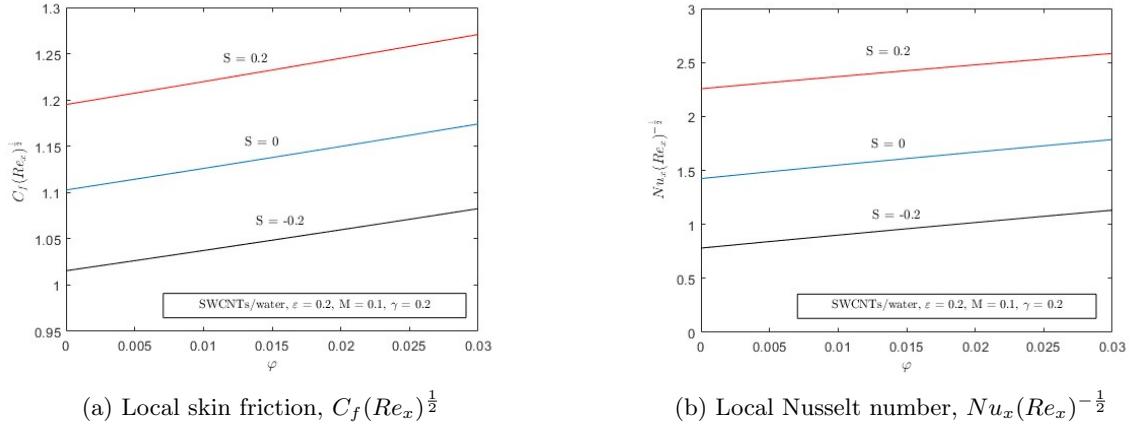 1.3
1.25
1.2
1.15
1.1
1.05
1
0.95
C_f(Re_x)^{\frac{1}{2}}
S = 0.2
S = 0
S = -0.2
SWCNTs/water, ε = 0.2, M = 0.1, γ = 0.2
0 0.005 0.01 0.015 0.02 0.025 0.03
φ
(a) Local skin friction, C_f(Re_x)^{\frac{1}{2}}
3
2.5
2
1.5
1
0.5
0
Nu_x(Re_x)^{-\frac{1}{2}}
S = 0.2
S = 0
S = -0.2
SWCNTs/water, ε = 0.2, M = 0.1, γ = 0.2
0 0.005 0.01 0.015 0.02 0.025 0.03
φ
(b) Local Nusselt number, Nu_x(Re_x)^{-\frac{1}{2}}